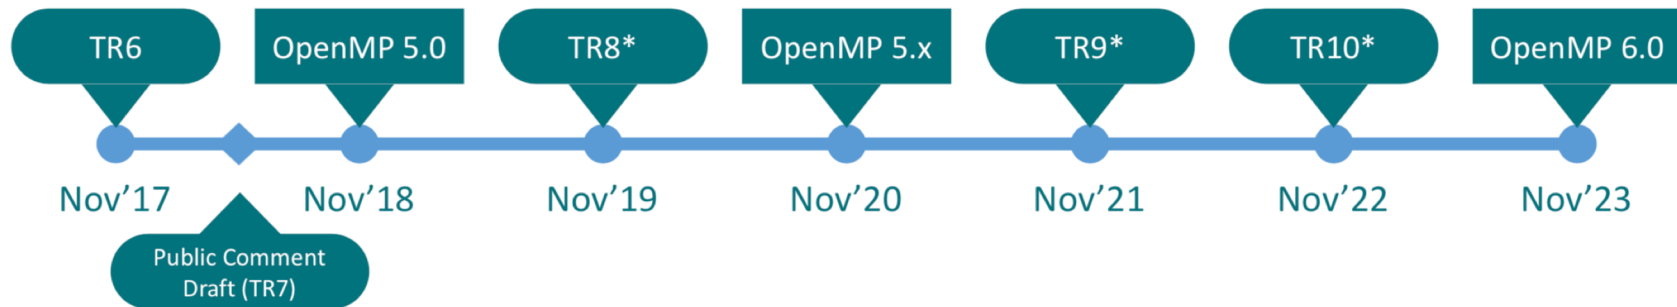 TR6
OpenMP 5.0
TR8*
OpenMP 5.x
TR9*
TR10*
OpenMP 6.0
Nov’17
Nov’18
Nov’19
Nov’20
Nov’21
Nov’22
Nov’23
Public Comment
Draft (TR7)